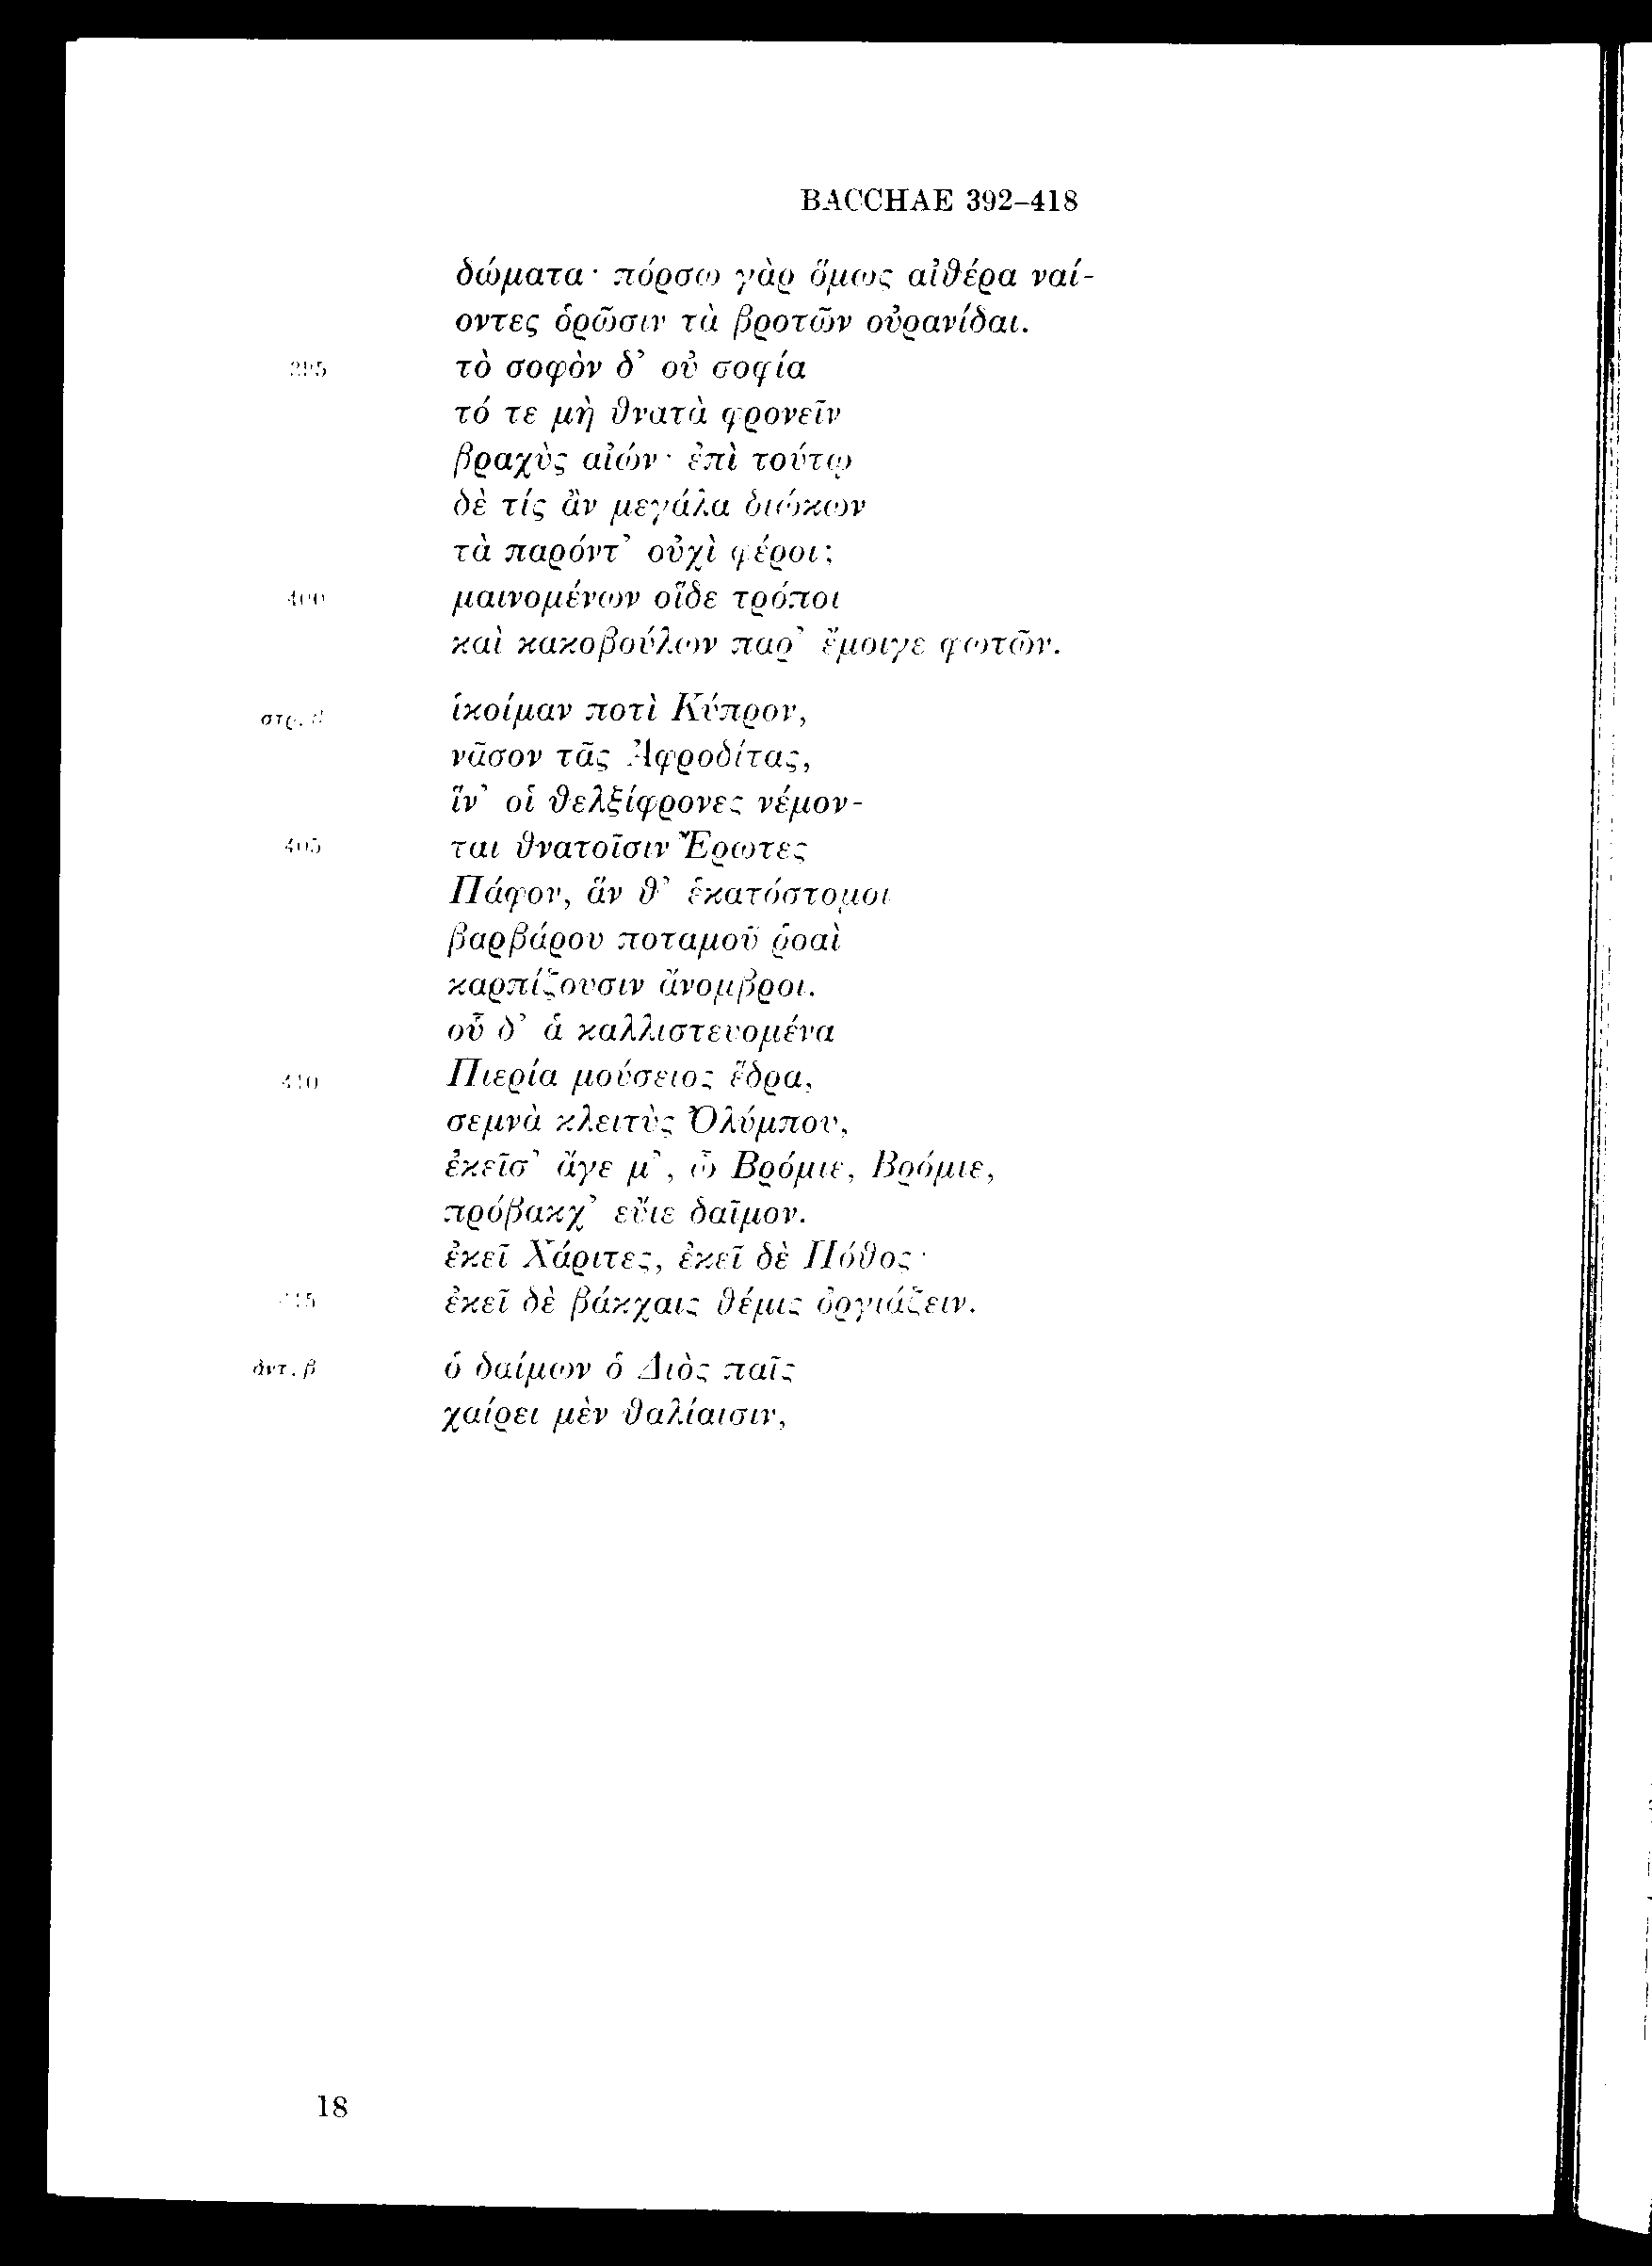 BACCHAE 392–418
δώματα· πόρσω γὰρ ὅμως αἰθέρα ναί-
οντες ὁρῶσιν τὰ βροτῶν οὐρανίδαι.
395 τὸ σοφὸν δ’ οὐ σοφία
τό τε μὴ θνατὰ φρονεῖν
βραχὺς αἰών· ἐπὶ τούτῳ
δὲ τίς ἂν μεγάλα διώκων
τὰ παρόντ’ οὐχὶ φέροι;
400 μαινομένων οἵδε τρόποι
καὶ κακοβούλων παρ’ ἔμοιγε φωτῶν.
στρ. β ἱκοίμαν ποτὶ Κύπρον,
νᾶσον τᾶς Ἀφροδίτας,
ἵν’ οἱ θελξίφρονες νέμον-
405 ται θνατοῖσιν Ἔρωτες
Πάφον, ἅν θ’ ἑκατόστομοι
βαρβάρου ποταμοῦ ῥοαὶ
καρπίζουσιν ἄνομβροι.
οὗ δ’ ἁ καλλιστευομένα
410 Πιερία μούσειος ἕδρα,
σεμνὰ κλειτὺς Ὀλύμπου,
ἐκεῖσ’ ἄγε μ’, ὦ Βρόμιε, Βρόμιε,
πρόβακχ’ εὔιε δαῖμον.
ἐκεῖ Χάριτες, ἐκεῖ δὲ Πόθος·
415 ἐκεῖ δὲ βάκχαις θέμις ὀργιάζειν.
ἀντ. β ὁ δαίμων ὁ Διὸς παῖς
χαίρει μὲν θαλίαισιν,
18